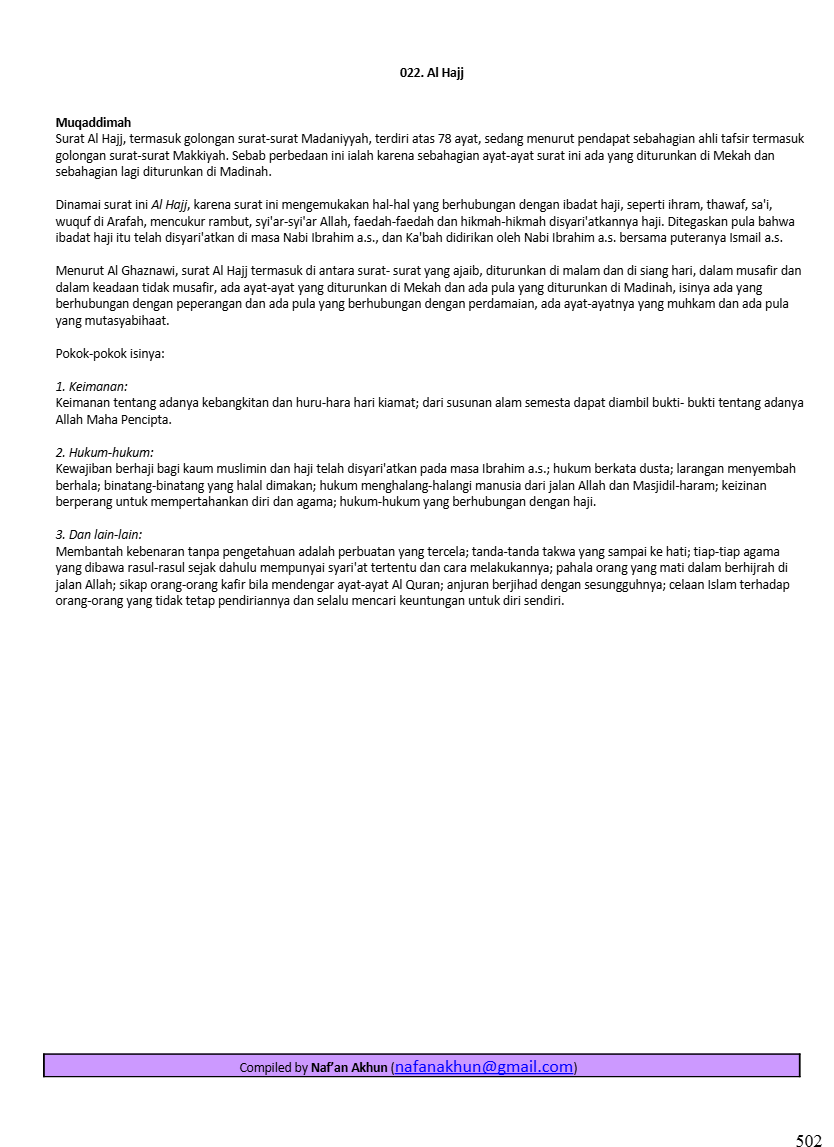 022. Al Hajj
Muqaddimah
Surat Al Hajj, termasuk golongan surat-surat Madaniyyah, terdiri atas 78 ayat, sedang menurut pendapat sebahagian ahli tafsir termasuk
golongan surat-surat Makkiyah. Sebab perbedaan ini ialah karena sebahagian ayat-ayat surat ini ada yang diturunkan di Mekah dan
sebahagian lagi diturunkan di Madinah.
Dinamai surat ini Al Hajj, karena surat ini mengemukakan hal-hal yang berhubungan dengan ibadat haji, seperti ihram, thawaf, sa'i,
wuquf di Arafah, mencukur rambut, syi'ar-syi'ar Allah, faedah-faedah dan hikmah-hikmah disyari'atkannya haji. Ditegaskan pula bahwa
ibadat haji itu telah disyari'atkan di masa Nabi Ibrahim a.s., dan Ka'bah didirikan oleh Nabi Ibrahim a.s. bersama puteranya Ismail a.s.
Menurut Al Ghaznawi, surat Al Hajj termasuk di antara surat- surat yang ajaib, diturunkan di malam dan di siang hari, dalam musafir dan
dalam keadaan tidak musafir, ada ayat-ayat yang diturunkan di Mekah dan ada pula yang diturunkan di Madinah, isinya ada yang
berhubungan dengan peperangan dan ada pula yang berhubungan dengan perdamaian, ada ayat-ayatnya yang muhkam dan ada pula
yang mutasyabihaat.
Pokok-pokok isinya:
1. Keimanan:
Keimanan tentang adanya kebangkitan dan huru-hara hari kiamat; dari susunan alam semesta dapat diambil bukti- bukti tentang adanya
Allah Maha Pencipta.
2. Hukum-hukum:
Kewajiban berhaji bagi kaum muslimin dan haji telah disyari'atkan pada masa Ibrahim a.s.; hukum berkata dusta; larangan menyembah
berhala; binatang-binatang yang halal dimakan; hukum menghalang-halangi manusia dari jalan Allah dan Masjidil-haram; keizinan
berperang untuk mempertahankan diri dan agama; hukum-hukum yang berhubungan dengan haji.
3. Dan lain-lain:
Membantah kebenaran tanpa pengetahuan adalah perbuatan yang tercela; tanda-tanda takwa yang sampai ke hati; tiap-tiap agama
yang dibawa rasul-rasul sejak dahulu mempunyai syari'at tertentu dan cara melakukannya; pahala orang yang mati dalam berhijrah di
jalan Allah; sikap orang-orang kafir bila mendengar ayat-ayat Al Quran; anjuran berjihad dengan sesungguhnya; celaan Islam terhadap
orang-orang yang tidak tetap pendiriannya dan selalu mencari keuntungan untuk diri sendiri.
Compiled by Naf’an Akhun (nafanakhun@gmail.com)
502